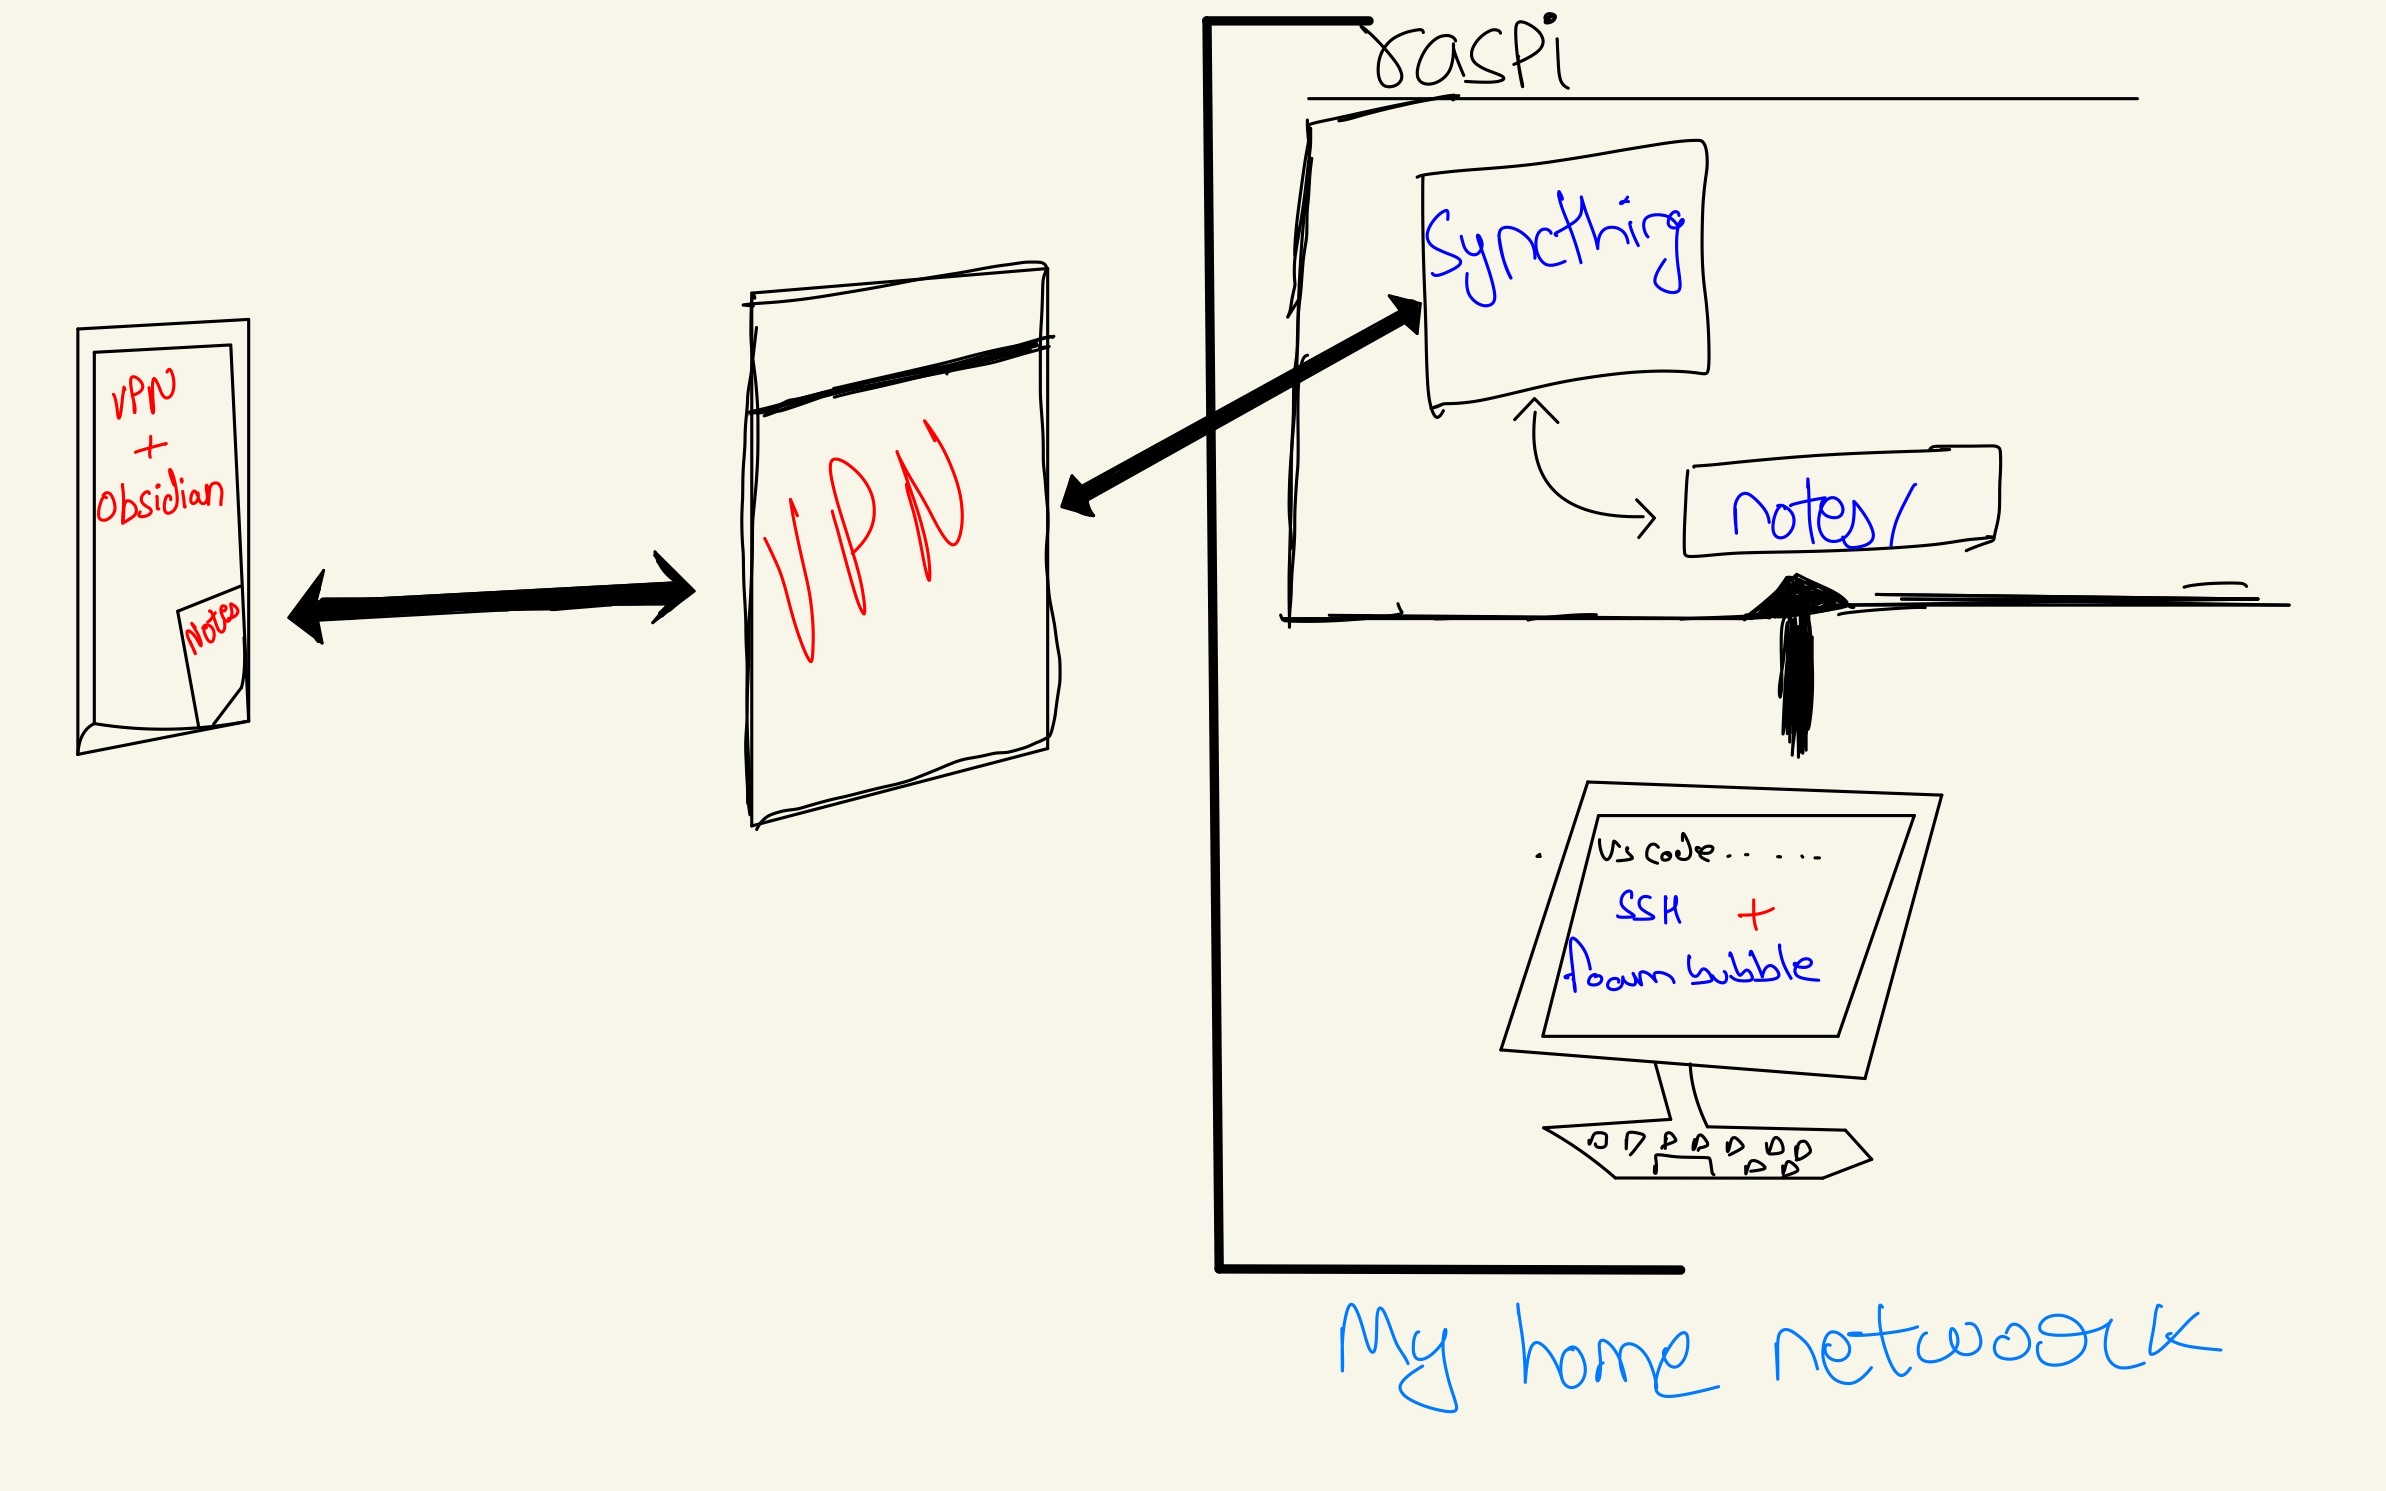 raspi
Syncthing
notes/
VPN
+
Obsidian
Notes
VPN
Vs code......
SSH +
foam bubble
My home network